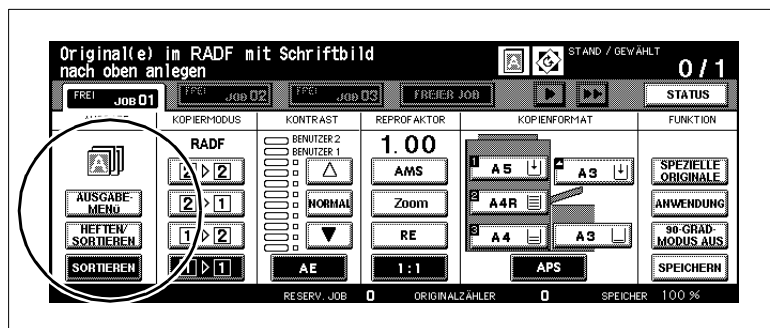 Original(e) im RADF mit Schriftbild
nach oben anlegen
STAND / GEWÄHLT
0/1
FREI JOB 01
FREI JOB 02
FREI JOB 03
FREIER JOB
STATUS
KOPIERMODUS
KONTRAST
REPROFAKTOR
KOPIENFORMAT
FUNKTION
RADF
BENUTZER 2
BENUTZER 1
1.00
2 ▷ 2
AMS
1 A5
A3
SPEZIELLE
ORIGINALE
AUSGABE-
MENÜ
2 ▷ 1
NORMAL
Zoom
2 A4R
ANWENDUNG
HEFTEN/
SORTIEREN
1 ▷ 2
RE
3 A4
A3
90-GRAD-
MODUS AUS
SORTIEREN
1 ▷ 1
AE
1:1
APS
SPEICHERN
RESERV. JOB 0
ORIGINALZÄHLER 0
SPEICHER 100 %